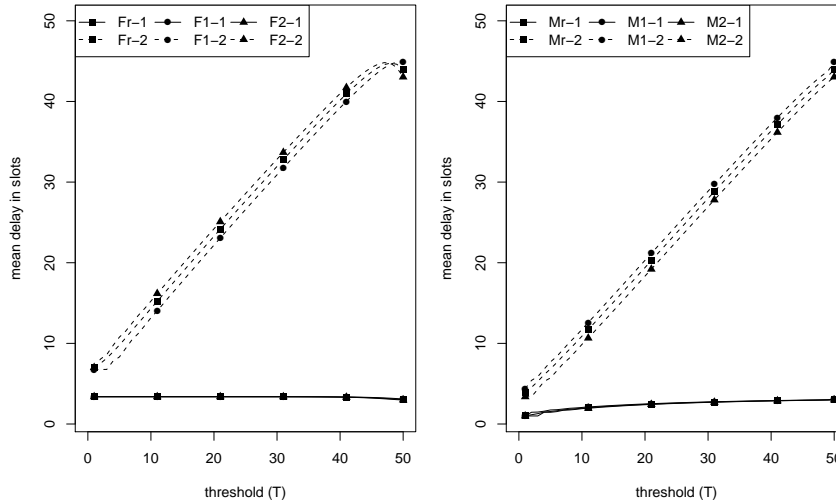 Fr−1 F1−1 F2−1
Fr−2 F1−2 F2−2
50
40
30
20
10
0
mean delay in slots
0 10 20 30 40 50
threshold (T)
Mr−1 M1−1 M2−1
Mr−2 M1−2 M2−2
50
40
30
20
10
0
mean delay in slots
0 10 20 30 40 50
threshold (T)